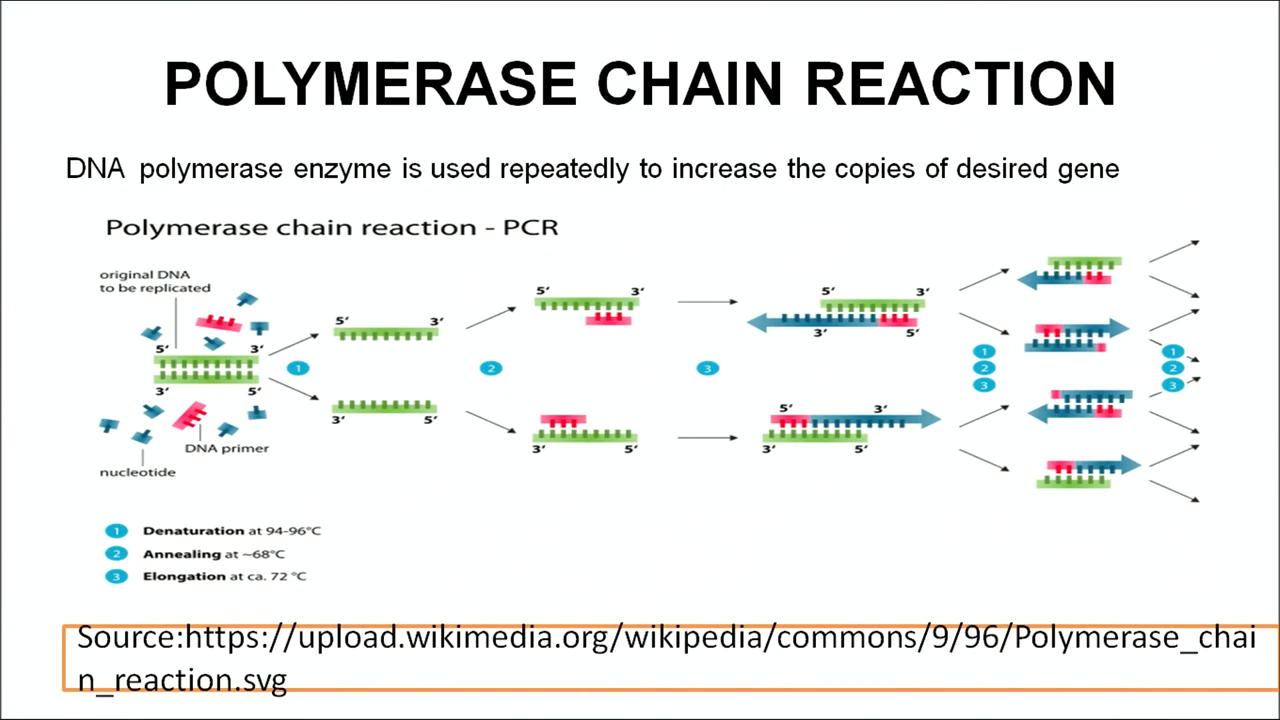 POLYMERASE CHAIN REACTION
DNA polymerase enzyme is used repeatedly to increase the copies of desired gene
Polymerase chain reaction - PCR
original DNA
to be replicated
5’ 3’
3’ 5’
DNA primer
nucleotide
1
5’ 3’
3’ 5’
2
5’ 3’
3’ 5’
3
5’ 3’
3’ 5’
5’ 3’
3’ 5’
1
2
3
1
2
3
1 Denaturation at 94-96°C
2 Annealing at ~68°C
3 Elongation at ca. 72 °C
Source:https://upload.wikimedia.org/wikipedia/commons/9/96/Polymerase_chai
n_reaction.svg